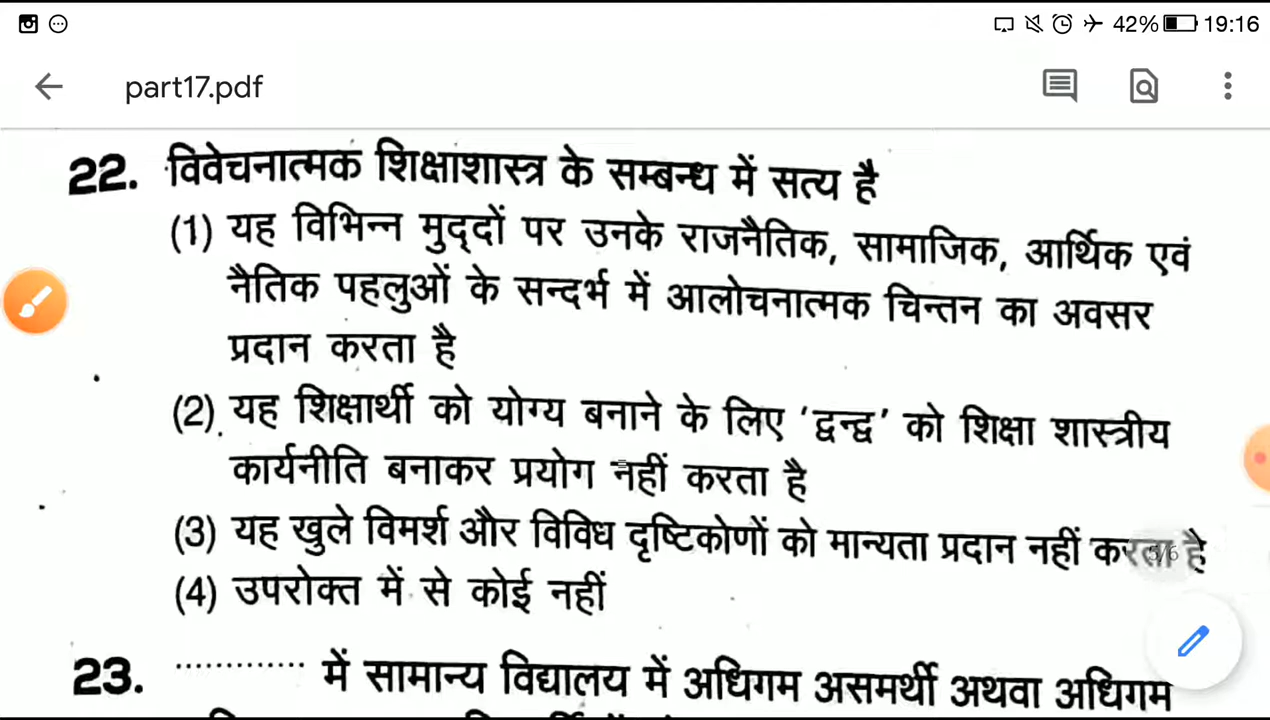 42% 19:16
part17.pdf
22. विवेचनात्मक शिक्षाशास्त्र के सम्बन्ध में सत्य है
(1) यह विभिन्न मुद्दों पर उनके राजनैतिक, सामाजिक, आर्थिक एवं
नैतिक पहलुओं के सन्दर्भ में आलोचनात्मक चिन्तन का अवसर
प्रदान करता है
(2) यह शिक्षार्थी को योग्य बनाने के लिए ‘द्वन्द्व’ को शिक्षा शास्त्रीय
कार्यनीति बनाकर प्रयोग नहीं करता है
(3) यह खुले विमर्श और विविध दृष्टिकोणों को मान्यता प्रदान नहीं करता है
5/6
(4) उपरोक्त में से कोई नहीं
23. ............. में सामान्य विद्यालय में अधिगम असमर्थी अथवा अधिगम